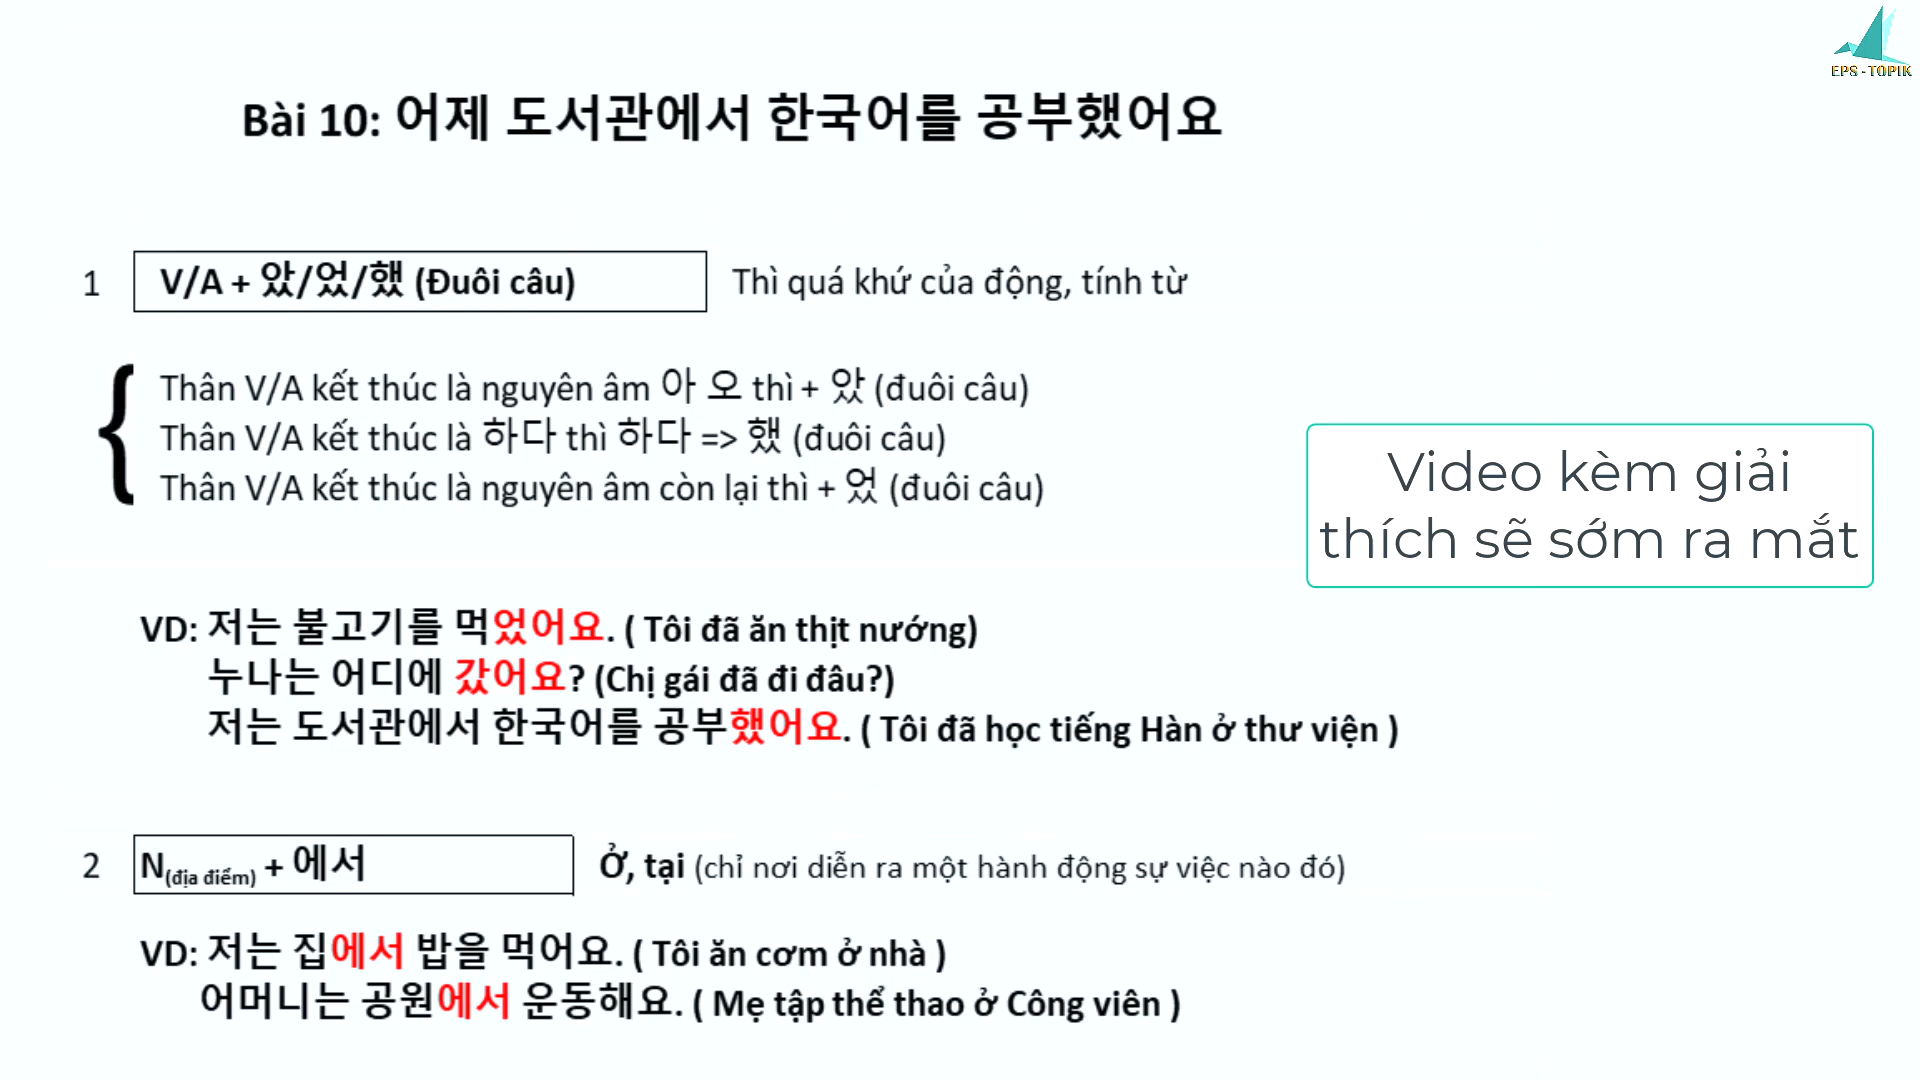 EPS-TOPIK
Bài 10: 어제 도서관에서 한국어를 공부했어요
1 V/A + 았/었/했 (Đuôi câu) Thì quá khứ của động, tính từ
Thân V/A kết thúc là nguyên âm 아 오 thì + 았 (đuôi câu)
Thân V/A kết thúc là 하다 thì 하다 => 했 (đuôi câu)
Thân V/A kết thúc là nguyên âm còn lại thì + 었 (đuôi câu)
Video kèm giải
thích sẽ sớm ra mắt
VD: 저는 불고기를 먹었어요. ( Tôi đã ăn thịt nướng)
누나는 어디에 갔어요? (Chị gái đã đi đâu?)
저는 도서관에서 한국어를 공부했어요. ( Tôi đã học tiếng Hàn ở thư viện )
2 N(địa điểm) + 에서 Ở, tại (chỉ nơi diễn ra một hành động sự việc nào đó)
VD: 저는 집에서 밥을 먹어요. ( Tôi ăn cơm ở nhà )
어머니는 공원에서 운동해요. ( Mẹ tập thể thao ở Công viên )